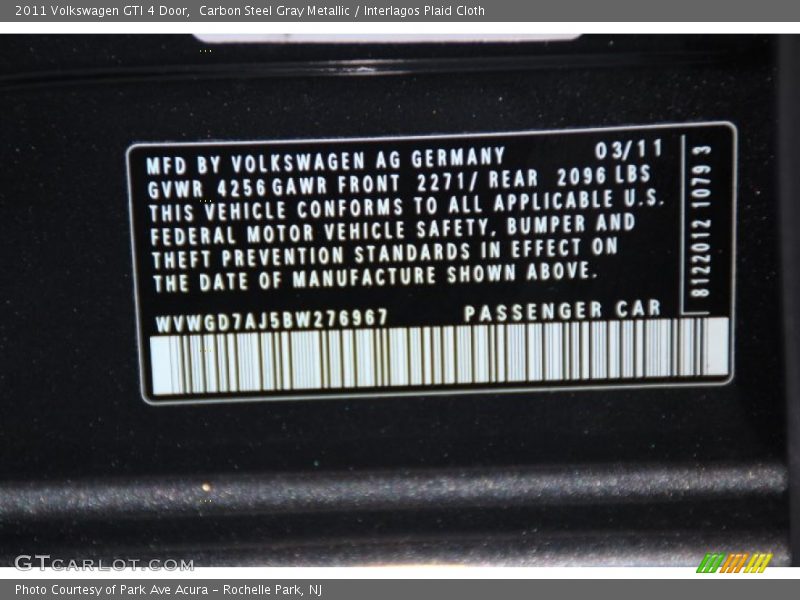 2011 Volkswagen GTI 4 Door,  Carbon Steel Gray Metallic / Interlagos Plaid Cloth
MFD BY VOLKSWAGEN AG GERMANY 03/11
GVWR 4256 GAWR FRONT 2271/ REAR 2096 LBS
THIS VEHICLE CONFORMS TO ALL APPLICABLE U.S.
FEDERAL MOTOR VEHICLE SAFETY, BUMPER AND
THEFT PREVENTION STANDARDS IN EFFECT ON
THE DATE OF MANUFACTURE SHOWN ABOVE.
WVWGD7AJ5BW276967 PASSENGER CAR
8122012 1079 3
GTCARLOT.COM
Photo Courtesy of Park Ave Acura - Rochelle Park, NJ